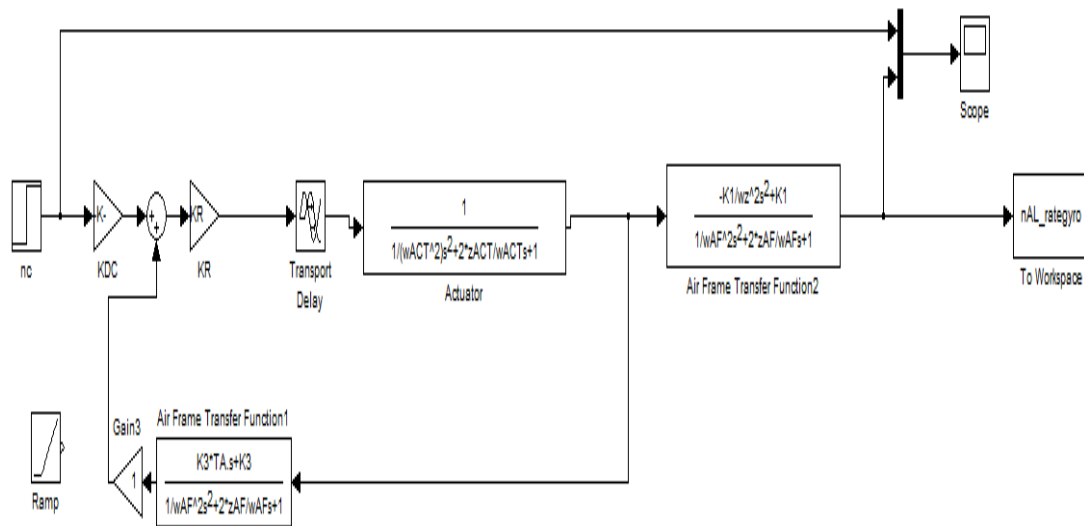 Scope
nc
K-
KDC
+
+
KR
KR
Transport
Delay
1
1/(wACT^2)s2+2*zACT/wACTs+1
Actuator
-K1/wz^2s2+K1
1/wAF^2s2+2*zAF/wAFs+1
Air Frame Transfer Function2
nAL_rategyro
To Workspace
Ramp
Gain3
1
Air Frame Transfer Function1
K3*TA.s+K3
1/wAF^2s2+2*zAF/wAFs+1